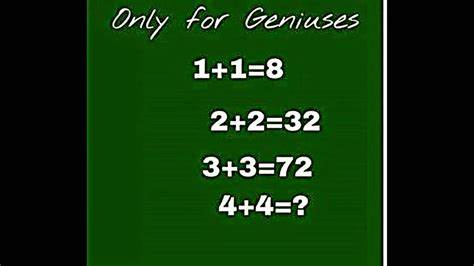 Only for Geniuses
1+1=8
2+2=32
3+3=72
4+4=?